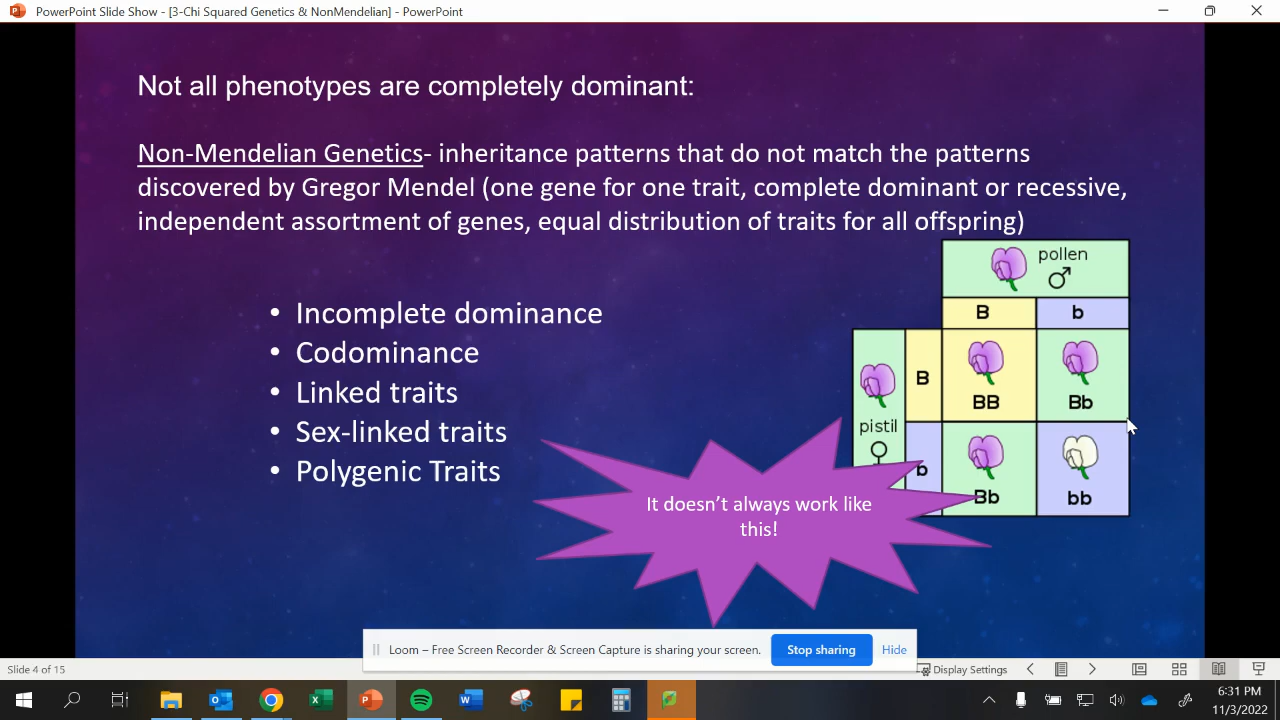 PowerPoint Slide Show - [3-Chi Squared Genetics & NonMendelian] - PowerPoint
Not all phenotypes are completely dominant:
Non-Mendelian Genetics- inheritance patterns that do not match the patterns
discovered by Gregor Mendel (one gene for one trait, complete dominant or recessive,
independent assortment of genes, equal distribution of traits for all offspring)
• Incomplete dominance
• Codominance
• Linked traits
• Sex-linked traits
• Polygenic Traits
pollen
♂
B b
B
BB Bb
pistil
♀
b
Bb bb
It doesn't always work like
this!
Loom – Free Screen Recorder & Screen Capture is sharing your screen. Stop sharing Hide
Slide 4 of 15 Display Settings
6:31 PM
11/3/2022